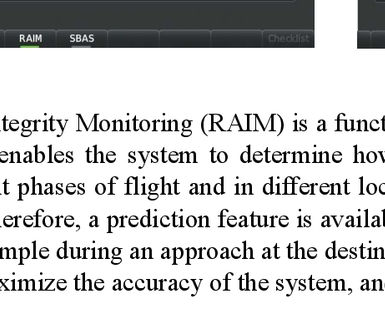 RAIM SBAS Checklist
tegrity Monitoring (RAIM) is a funct
enables the system to determine how
t phases of flight and in different loc
erefore, a prediction feature is availab
mple during an approach at the destin
ximize the accuracy of the system, an